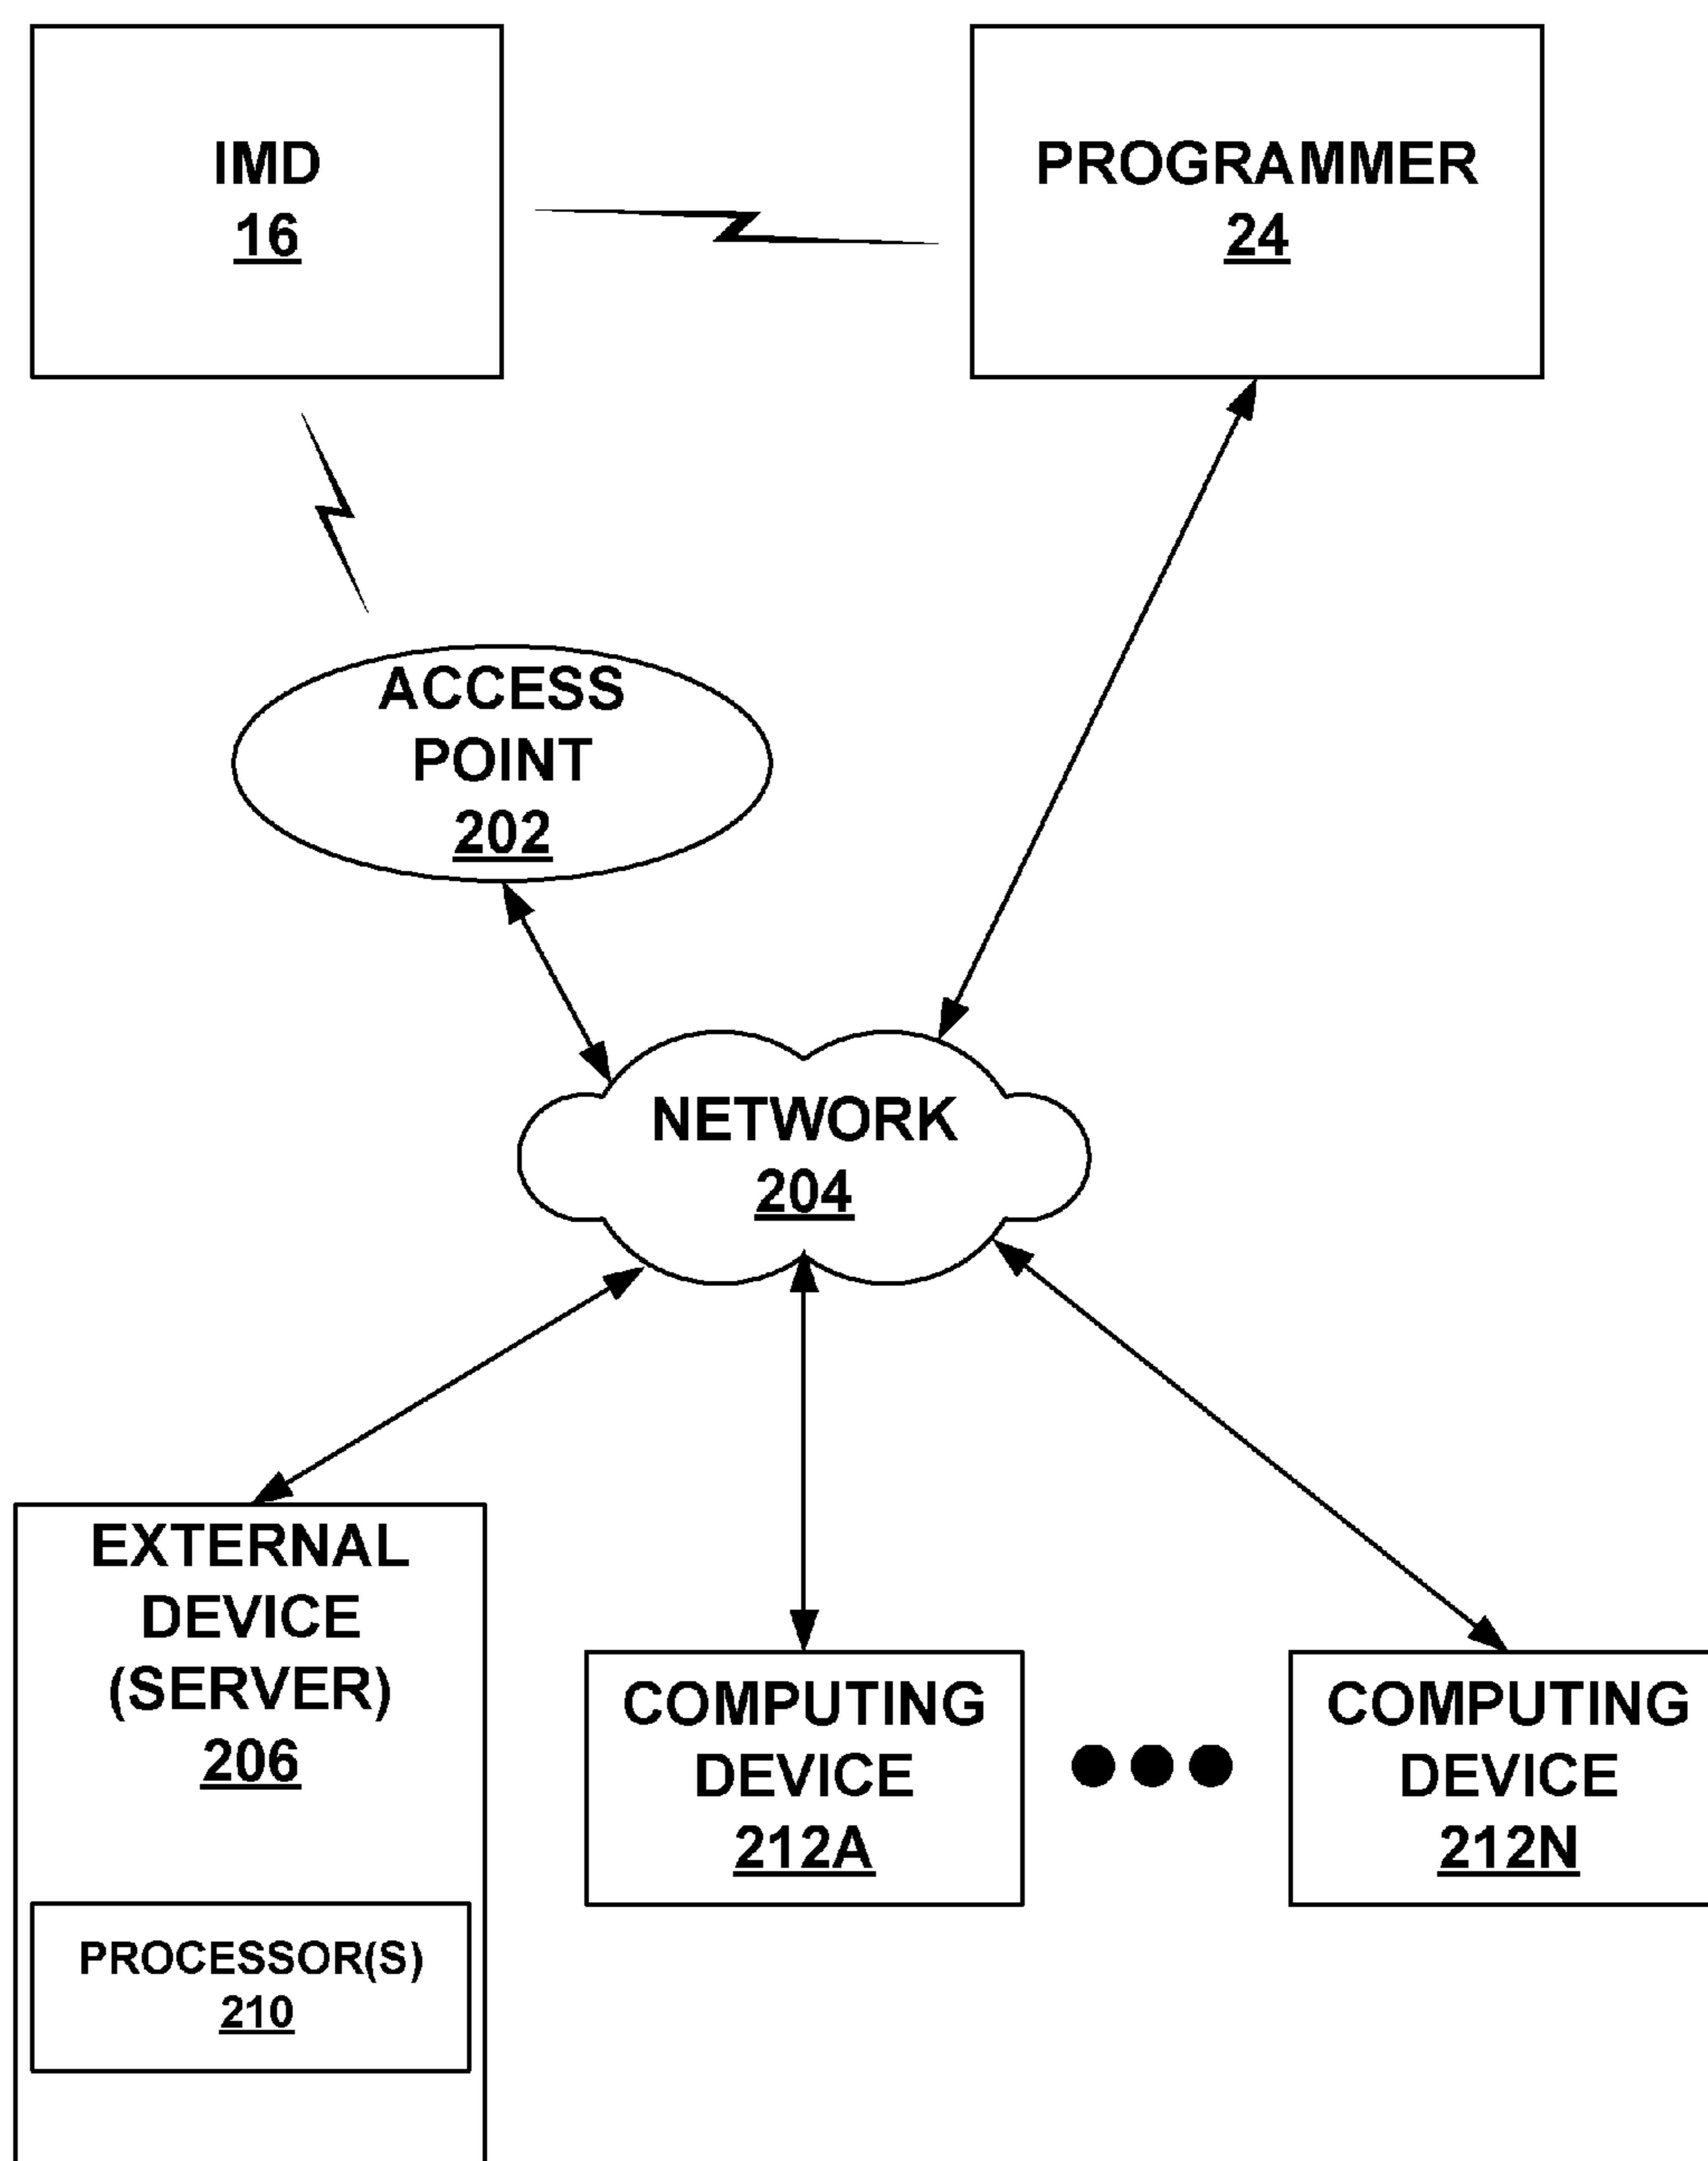 IMD
16
PROGRAMMER
24
ACCESS
POINT
202
NETWORK
204
EXTERNAL
DEVICE
(SERVER)
206
PROCESSOR(S)
210
COMPUTING
DEVICE
212A
COMPUTING
DEVICE
212N